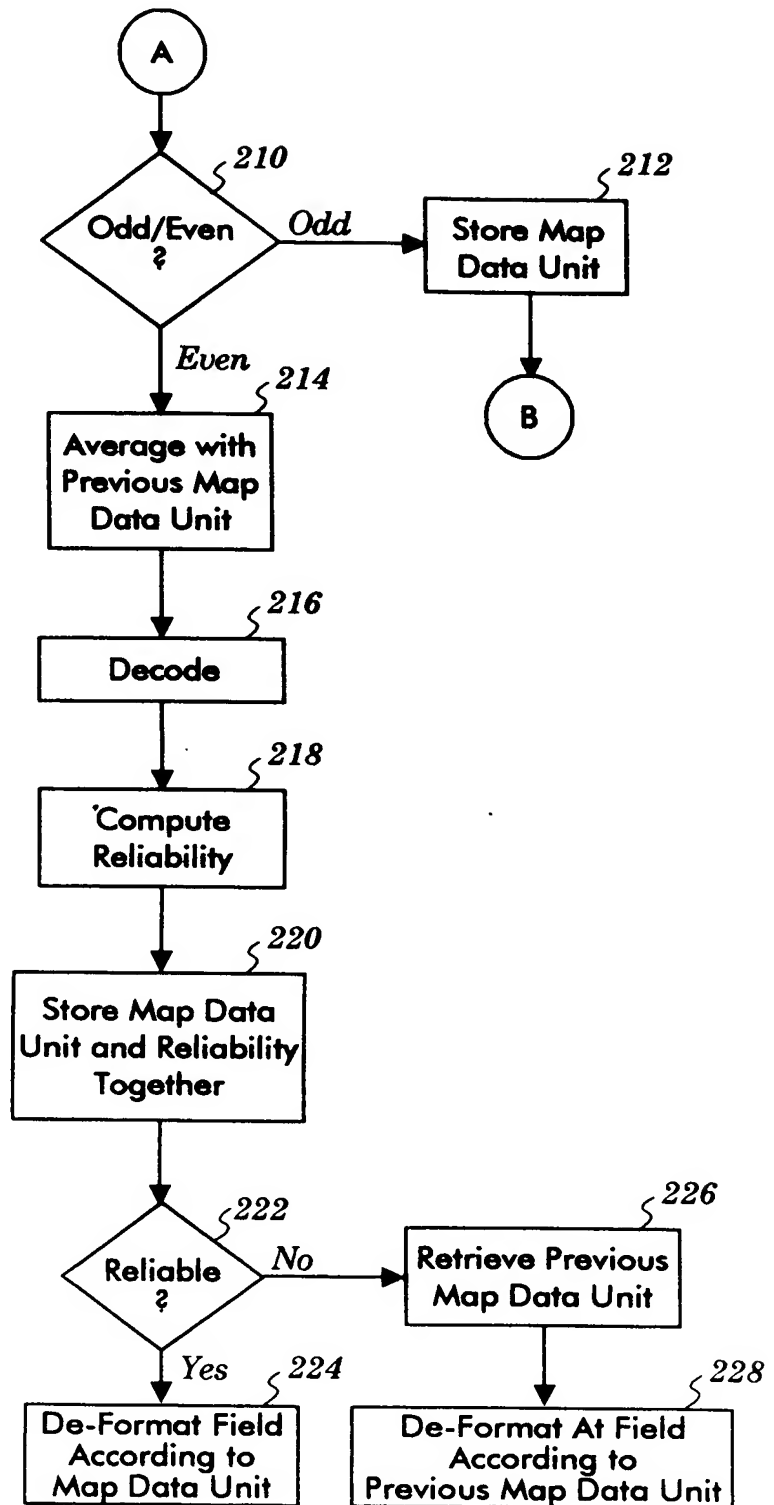 A
210
Odd/Even
?
Odd
212
Store Map
Data Unit
Even
B
214
Average with
Previous Map
Data Unit
216
Decode
218
Compute
Reliability
220
Store Map Data
Unit and Reliability
Together
222
Reliable
?
No
226
Retrieve Previous
Map Data Unit
Yes
224
De-Format Field
According to
Map Data Unit
228
De-Format At Field
According to
Previous Map Data Unit